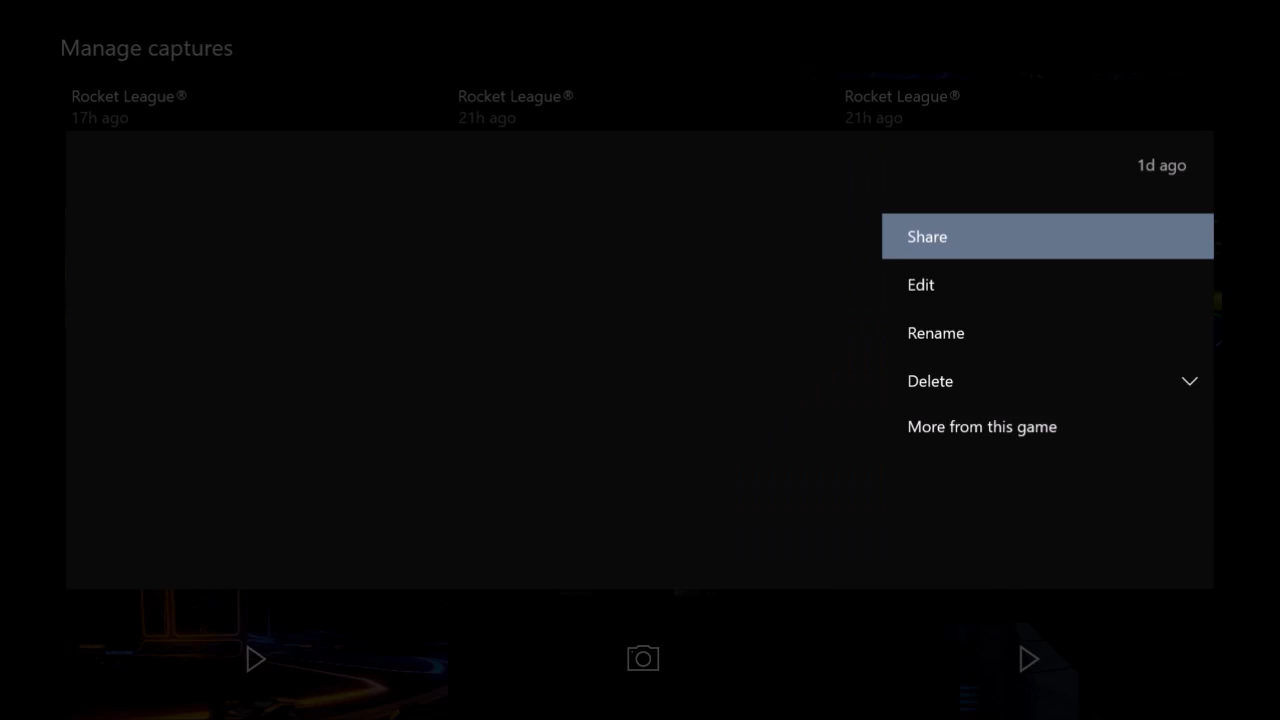 Manage captures
Rocket League® Rocket League® Rocket League®
17h ago 21h ago 21h ago
1d ago
Share
Edit
Rename
Delete
More from this game